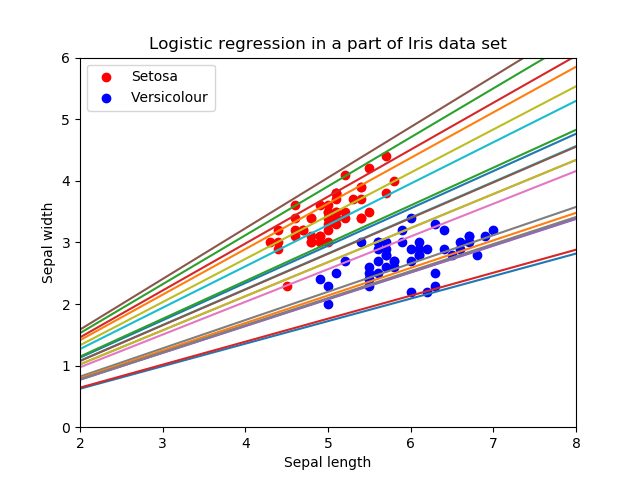 Logistic regression in a part of Iris data set
Setosa
Versicolour
Sepal width
6
5
4
3
2
1
0
2 3 4 5 6 7 8
Sepal length